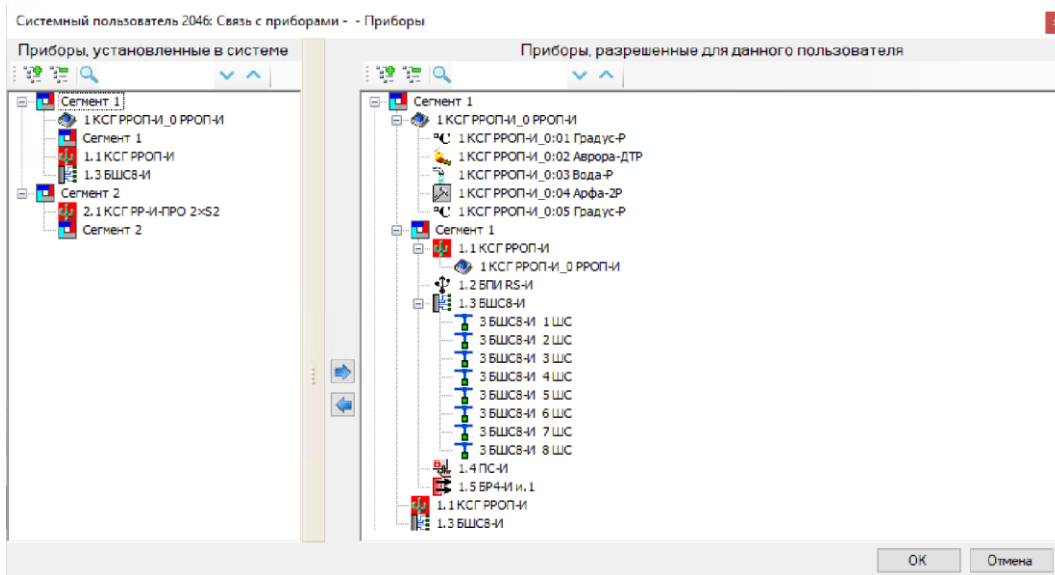 Системный пользователь 2046: Связь с приборами - - Приборы
Приборы, установленные в системе
Сегмент 1
1 КСГ РРОП-И_0 РРОП-И
Сегмент 1
1.1 КСГ РРОП-И
1.3 БШС8-И
Сегмент 2
2.1 КСГ РР-И-ПРО 2×S2
Сегмент 2
Приборы, разрешенные для данного пользователя
Сегмент 1
1 КСГ РРОП-И_0 РРОП-И
°C 1 КСГ РРОП-И_0:01 Градус-Р
1 КСГ РРОП-И_0:02 Аврора-ДТР
1 КСГ РРОП-И_0:03 Вода-Р
1 КСГ РРОП-И_0:04 Арфа-2Р
°C 1 КСГ РРОП-И_0:05 Градус-Р
Сегмент 1
1.1 КСГ РРОП-И
1 КСГ РРОП-И_0 РРОП-И
1.2 БПИ RS-И
1.3 БШС8-И
3 БШС8-И 1 ШС
3 БШС8-И 2 ШС
3 БШС8-И 3 ШС
3 БШС8-И 4 ШС
3 БШС8-И 5 ШС
3 БШС8-И 6 ШС
3 БШС8-И 7 ШС
3 БШС8-И 8 ШС
1.4 ПС-И
1.5 БР4-И и.1
1.1 КСГ РРОП-И
1.3 БШС8-И
OK
Отмена